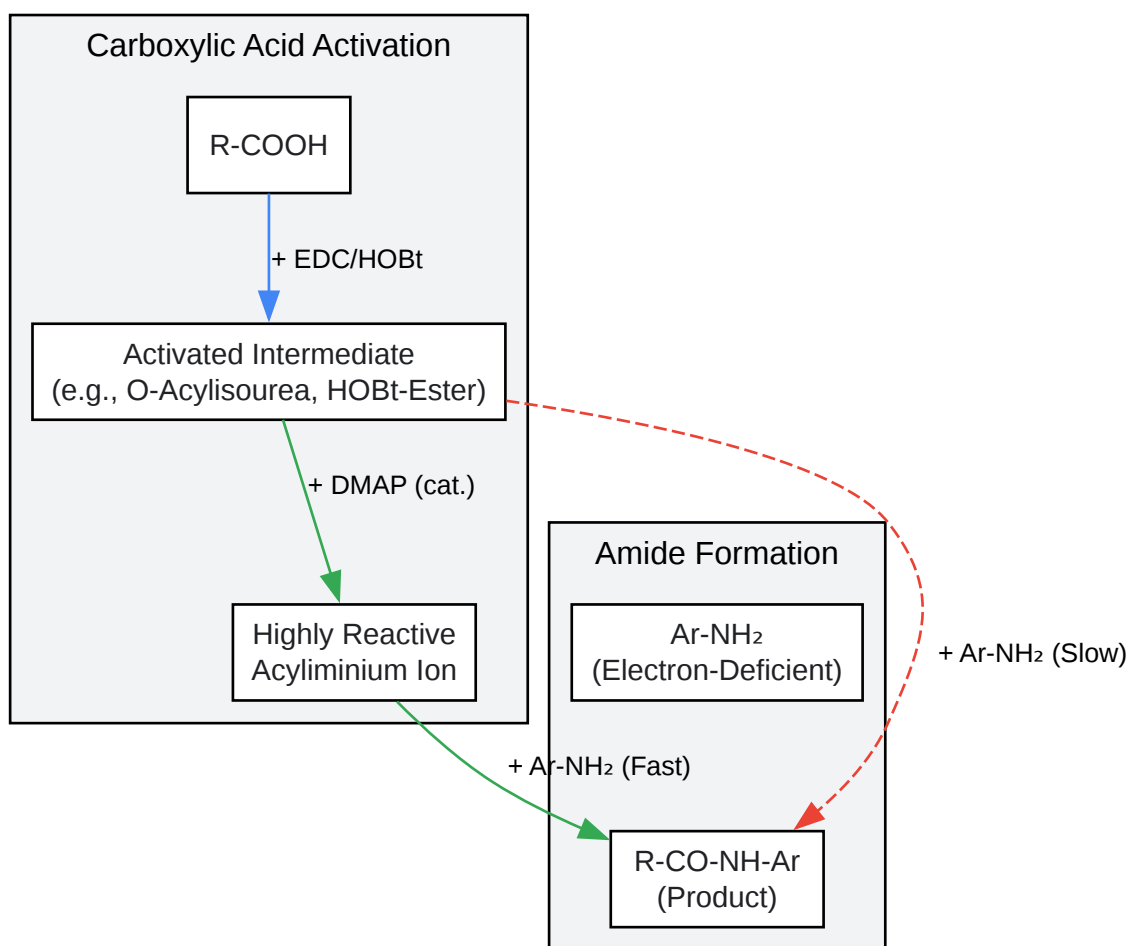 Carboxylic Acid Activation
R-COOH
+ EDC/HOBt
Activated Intermediate
(e.g., O-Acylisourea, HOBt-Ester)
+ DMAP (cat.)
Highly Reactive
Acyliminium Ion
Amide Formation
Ar-NH₂
(Electron-Deficient)
+ Ar-NH₂ (Slow)
+ Ar-NH₂ (Fast)
R-CO-NH-Ar
(Product)